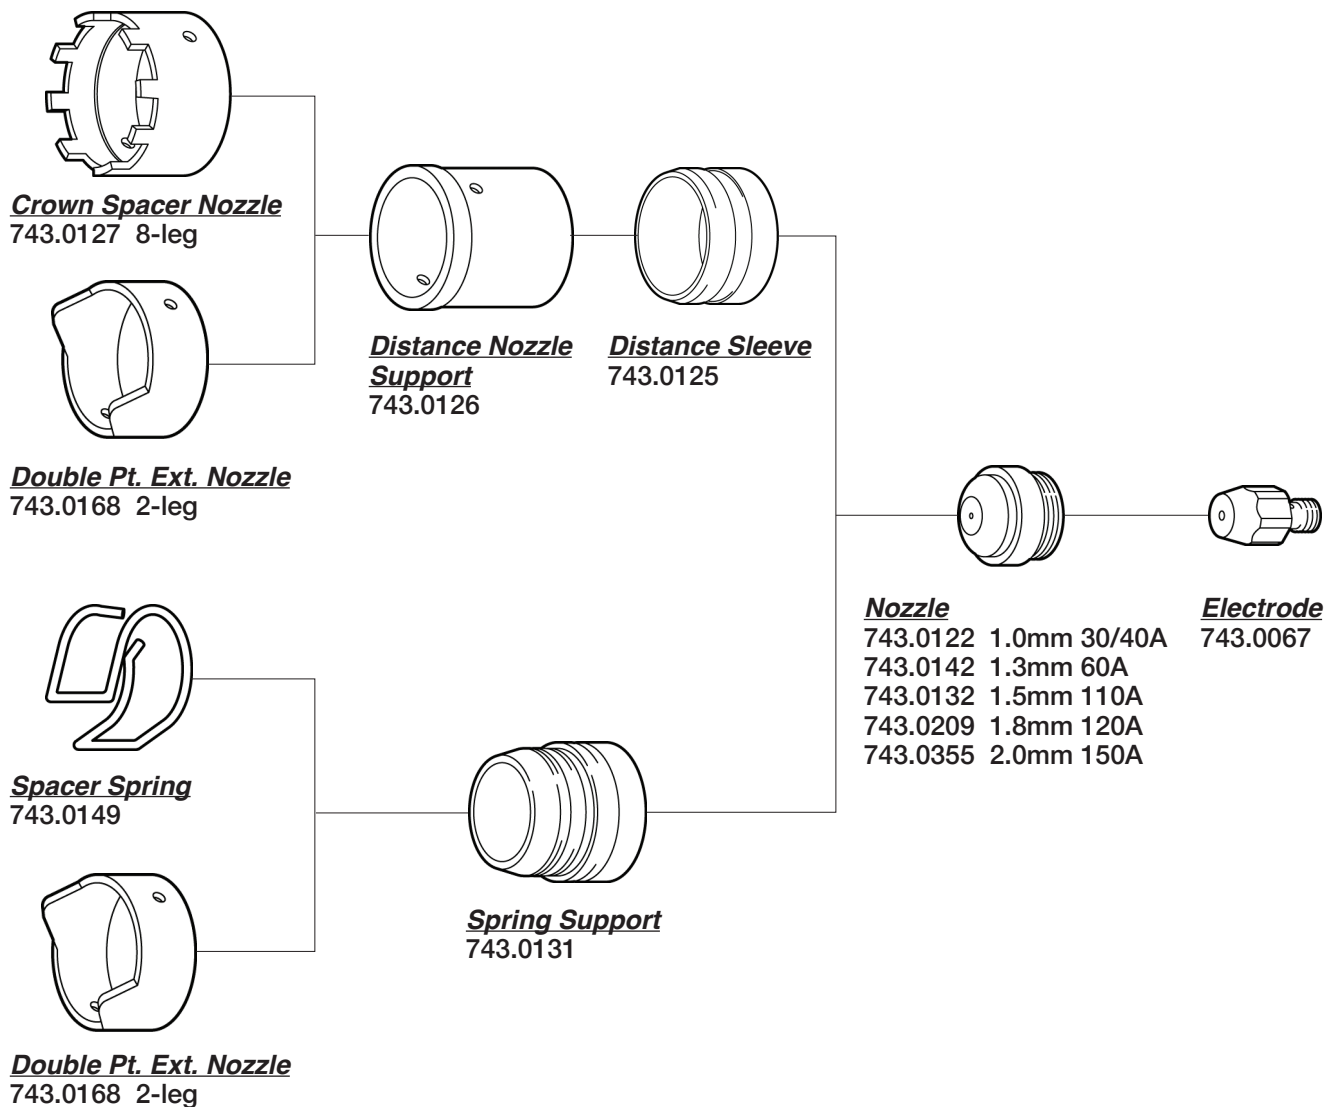 Crown Spacer Nozzle
743.0127 8-leg
Double Pt. Ext. Nozzle
743.0168 2-leg
Distance Nozzle
Support
743.0126
Distance Sleeve
743.0125
Nozzle
743.0122 1.0mm 30/40A
743.0142 1.3mm 60A
743.0132 1.5mm 110A
743.0209 1.8mm 120A
743.0355 2.0mm 150A
Electrode
743.0067
Spacer Spring
743.0149
Spring Support
743.0131
Double Pt. Ext. Nozzle
743.0168 2-leg